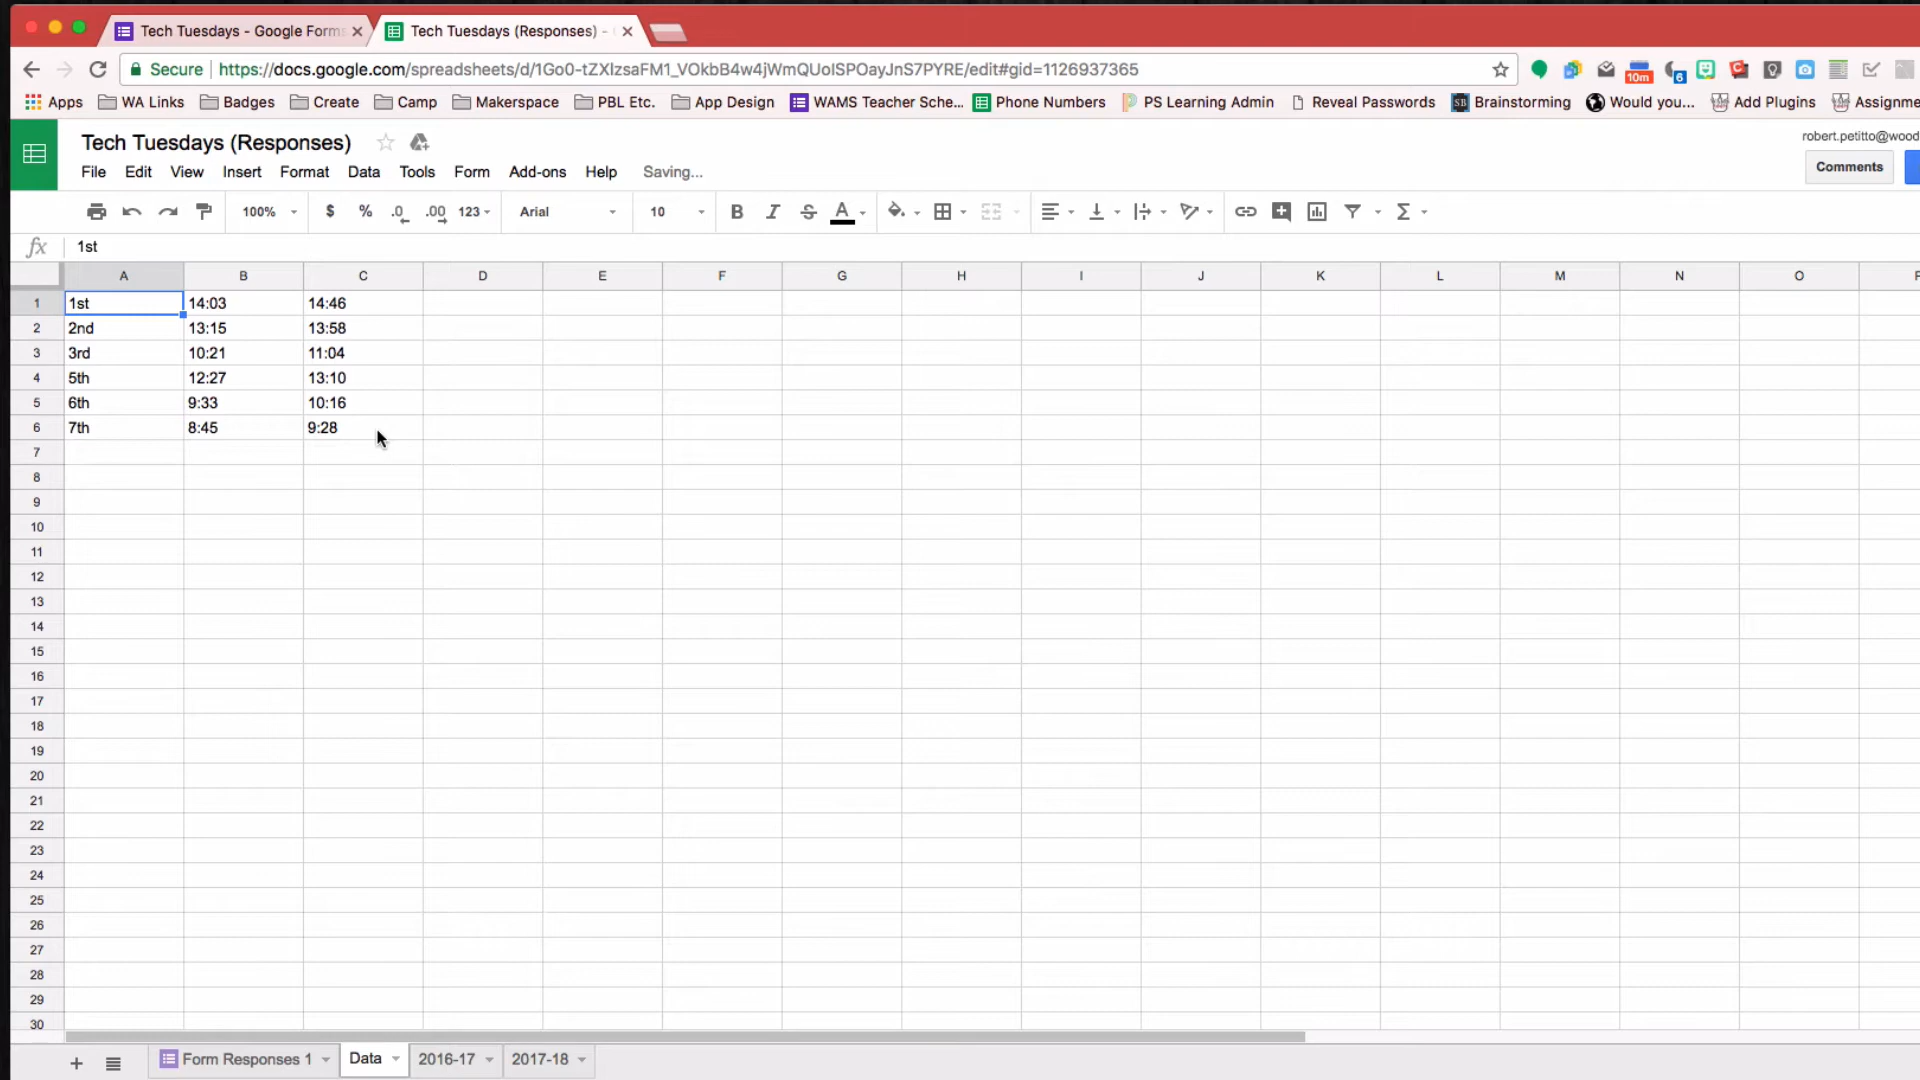 Tech Tuesdays - Google Forms
Tech Tuesdays (Responses) -
Secure
https://docs.google.com/spreadsheets/d/1Go0-tZXIzsaFM1_VOkbB4w4jWmQUoISPOayJnS7PYRE/edit#gid=1126937365
10m
6
Apps
WA Links
Badges
Create
Camp
Makerspace
PBL Etc.
App Design
WAMS Teacher Sche...
Phone Numbers
PS Learning Admin
Reveal Passwords
SB
Brainstorming
Would you...
Add Plugins
Assignme
Tech Tuesdays (Responses)
robert.petitto@wood
File Edit View Insert Format Data Tools Form Add-ons Help Saving...
Comments
100% $ % .0 .00 123 Arial 10 B I S A Σ
fx 1st
A B C D E F G H I J K L M N O P
1 1st 14:03 14:46
2 2nd 13:15 13:58
3 3rd 10:21 11:04
4 5th 12:27 13:10
5 6th 9:33 10:16
6 7th 8:45 9:28
7
8
9
10
11
12
13
14
15
16
17
18
19
20
21
22
23
24
25
26
27
28
29
30
+ Form Responses 1 Data 2016-17 2017-18